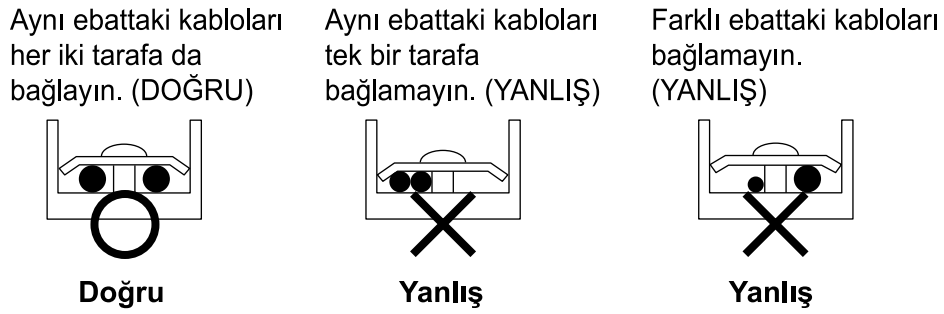 Aynı ebattaki kabloları
her iki tarafa da
bağlayın. (DOĞRU)
Doğru
Aynı ebattaki kabloları
tek bir tarafa
bağlamayın. (YANLIŞ)
Yanlış
Farklı ebattaki kabloları
bağlamayın.
(YANLIŞ)
Yanlış